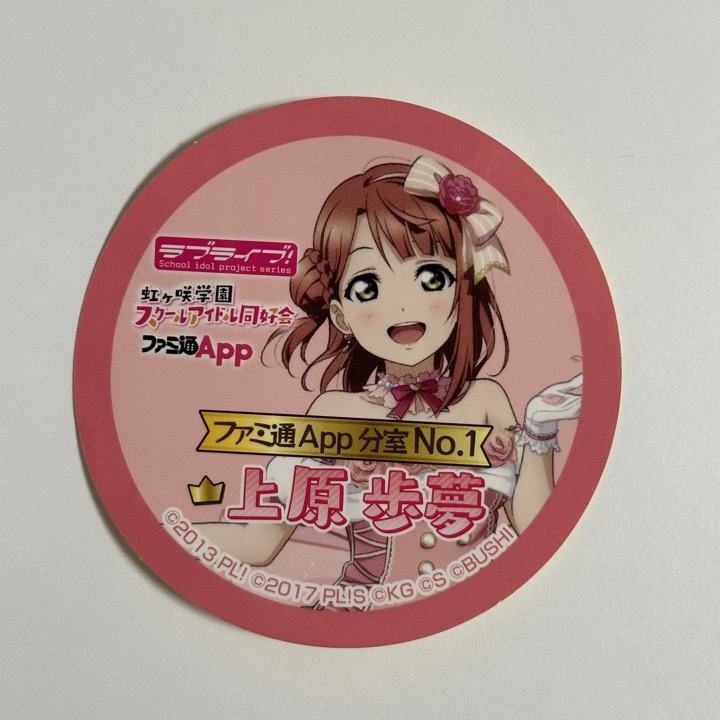 ラブライブ!
School idol project series
虹ヶ咲学園
スクールアイドル同好会
ファミ通App
ファミ通App 分室 No.1
上原 歩夢
©2013 PL! ©2017 PL!S ©KG ©S ©BUSHI